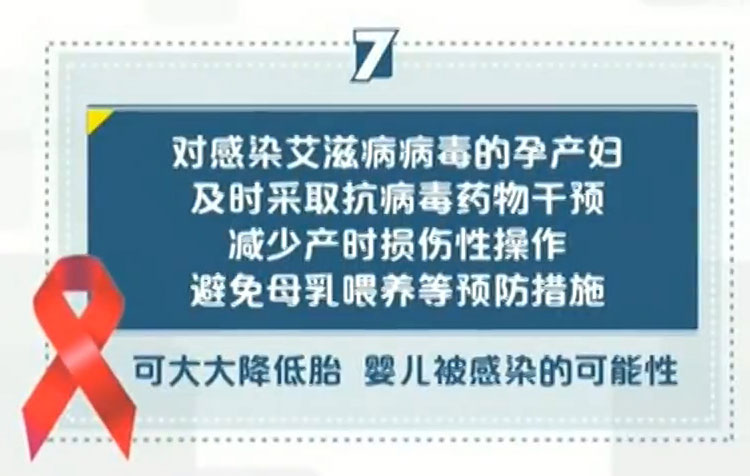 7
对感染艾滋病病毒的孕产妇
及时采取抗病毒药物干预
减少产时损伤性操作
避免母乳喂养等预防措施
可大大降低胎 婴儿被感染的可能性